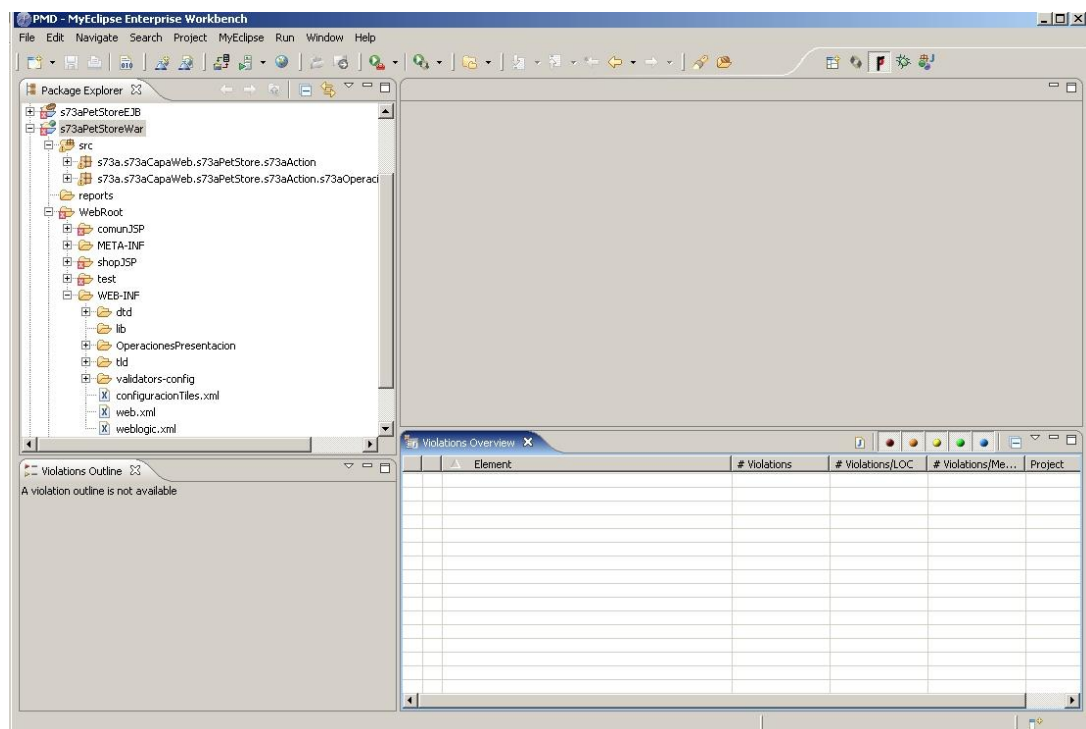 PMD - MyEclipse Enterprise Workbench
File Edit Navigate Search Project MyEclipse Run Window Help
Package Explorer
s73aPetStoreEJB
s73aPetStoreWar
src
s73a.s73aCapaWeb.s73aPetStore.s73aAction
s73a.s73aCapaWeb.s73aPetStore.s73aAction.s73aOperaci
reports
WebRoot
comunJSP
META-INF
shopJSP
test
WEB-INF
dtd
lib
OperacionesPresentacion
tld
validators-config
configuracionTiles.xml
web.xml
weblogic.xml
Violations Outline
A violation outline is not available
Violations Overview
Element # Violations # Violations/LOC # Violations/Me... Project